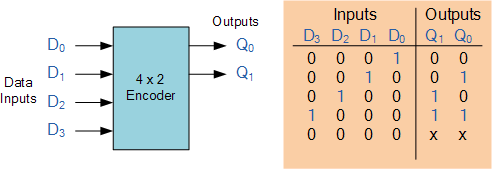 Outputs
Data
Inputs
D₀
D₁
D₂
D₃
4 x 2
Encoder
Q₀
Q₁
Inputs Outputs
D₃ D₂ D₁ D₀ Q₁ Q₀
0 0 0 1 0 0
0 0 1 0 0 1
0 1 0 0 1 0
1 0 0 0 1 1
0 0 0 0 x x